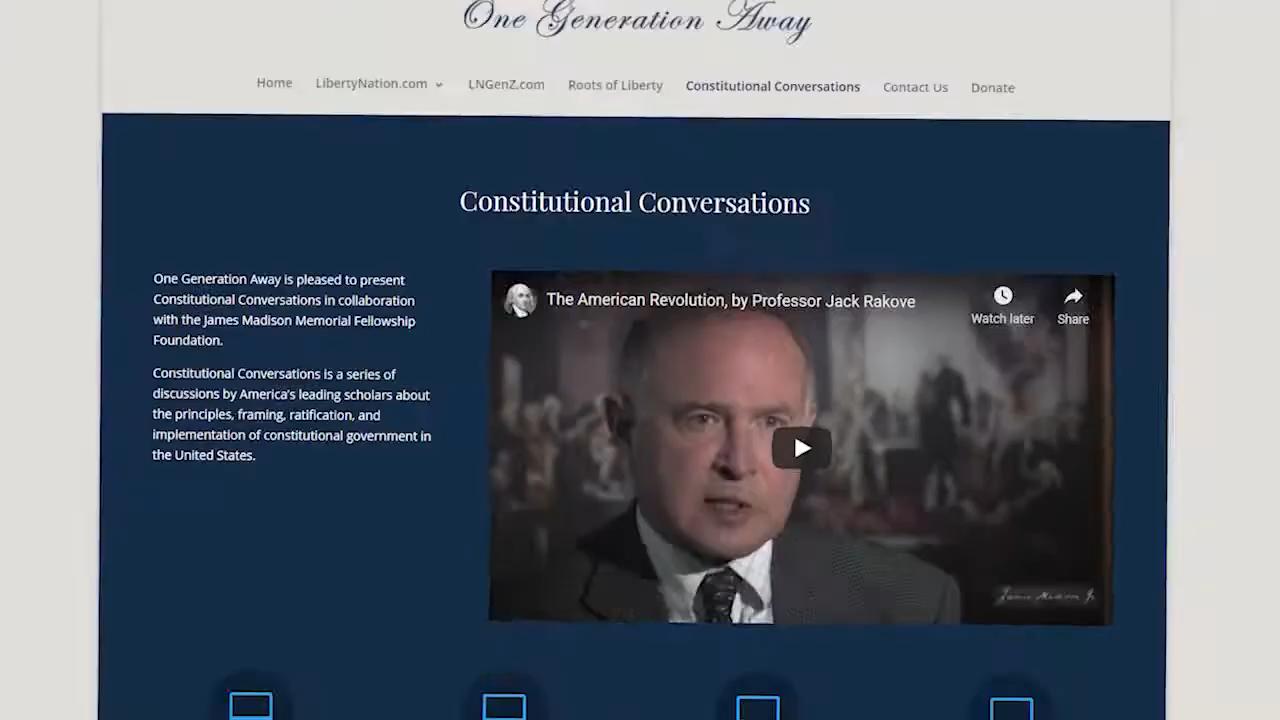 One Generation Away
Home LibertyNation.com LNGenZ.com Roots of Liberty Constitutional Conversations Contact Us Donate
Constitutional Conversations
One Generation Away is pleased to present
Constitutional Conversations in collaboration
with the James Madison Memorial Fellowship
Foundation.
Constitutional Conversations is a series of
discussions by America's leading scholars about
the principles, framing, ratification, and
implementation of constitutional government in
the United States.
The American Revolution, by Professor Jack Rakove
Watch later
Share
James Madison Jr